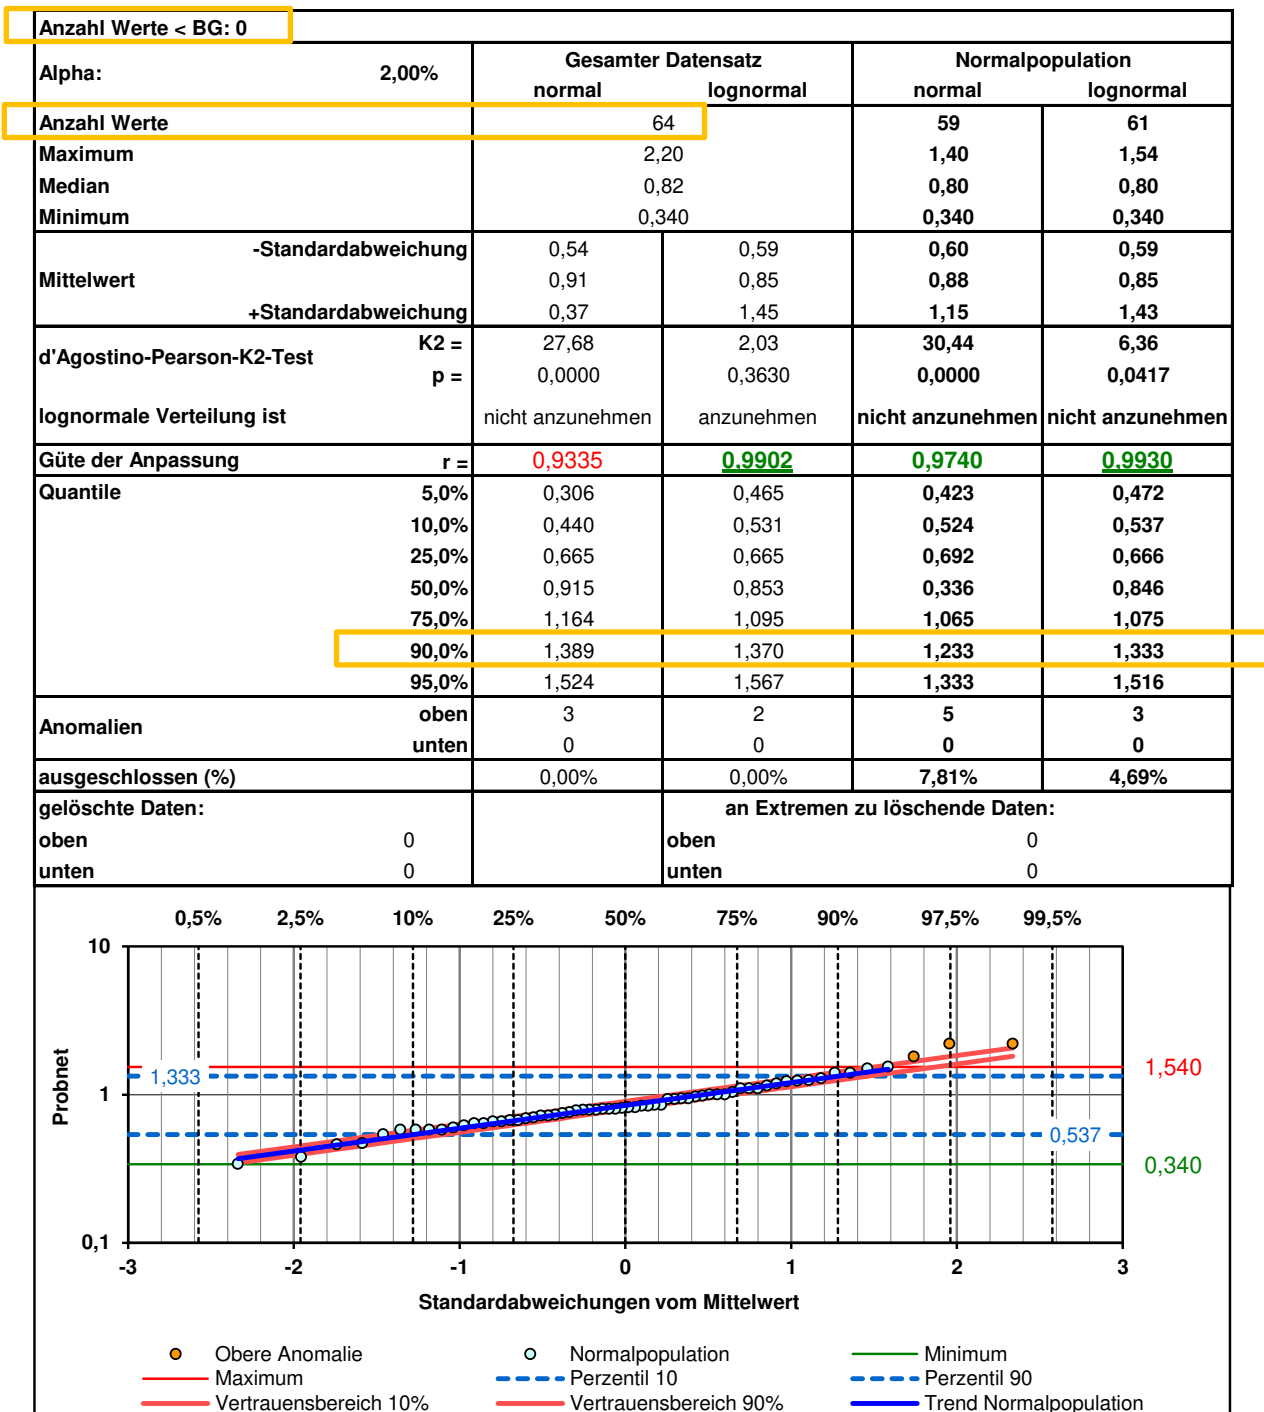 Anzahl Werte < BG: 0
Alpha: 2,00% Gesamter Datensatz Normalpopulation
normal lognormal normal lognormal
Anzahl Werte 64 59 61
Maximum 2,20 1,40 1,54
Median 0,82 0,80 0,80
Minimum 0,340 0,340 0,340
-Standardabweichung 0,54 0,59 0,60 0,59
Mittelwert 0,91 0,85 0,88 0,85
+Standardabweichung 0,37 1,45 1,15 1,43
d'Agostino-Pearson-K2-Test K2 = 27,68 2,03 30,44 6,36
p = 0,0000 0,3630 0,0000 0,0417
lognormale Verteilung ist nicht anzunehmen anzunehmen nicht anzunehmen nicht anzunehmen
Güte der Anpassung r = 0,9335 0,9902 0,9740 0,9930
Quantile 5,0% 0,306 0,465 0,423 0,472
10,0% 0,440 0,531 0,524 0,537
25,0% 0,665 0,665 0,692 0,666
50,0% 0,915 0,853 0,336 0,846
75,0% 1,164 1,095 1,065 1,075
90,0% 1,389 1,370 1,233 1,333
95,0% 1,524 1,567 1,333 1,516
Anomalien oben 3 2 5 3
unten 0 0 0 0
ausgeschlossen (%) 0,00% 0,00% 7,81% 4,69%
gelöschte Daten: an Extremen zu löschende Daten:
oben 0 oben 0
unten 0 unten 0
0,5% 2,5% 10% 25% 50% 75% 90% 97,5% 99,5%
10
1,333 1,540
1
Probnet
0,537
0,340
0,1
-3 -2 -1 0 1 2 3
Standardabweichungen vom Mittelwert
Obere Anomalie Normalpopulation Minimum
Maximum Perzentil 10 Perzentil 90
Vertrauensbereich 10% Vertrauensbereich 90% Trend Normalpopulation